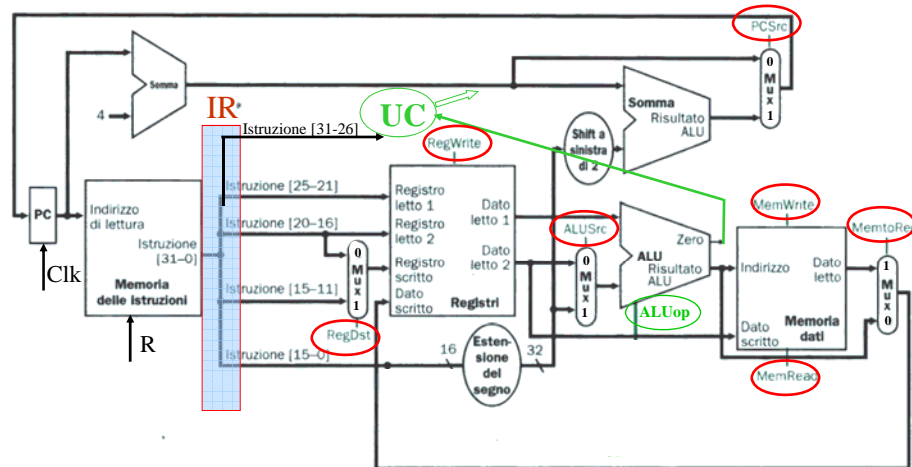 PCSrc
0
Mux
1
Somma
4
IR
UC
Istruzione [31-26]
Somma
Risultato
ALU
Shift a
sinistra
di 2
RegWrite
PC
Clk
Indirizzo
di lettura
Istruzione
[31–0]
Memoria
delle istruzioni
R
Istruzione [25–21]
Istruzione [20–16]
Istruzione [15–11]
Istruzione [15–0]
0
Mux
1
RegDst
Registro
letto 1
Registro
letto 2
Registro
scritto
Dato
scritto
Dato
letto 1
Dato
letto 2
Registri
16
Esten-
sione
del
segno
32
ALUSrc
0
Mux
1
Zero
ALU
Risultato
ALU
ALUop
MemWrite
Indirizzo
Dato
letto
Dato
scritto
Memoria
dati
MemRead
MemtoReg
1
Mux
0